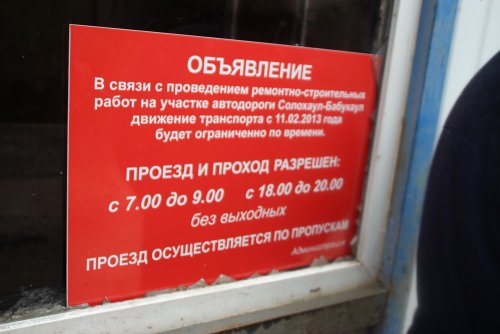 ОБЪЯВЛЕНИЕ
В связи с проведением ремонтно-строительных
работ на участке автодороги Солохаул-Бабукаул
движение транспорта с 11.02.2013 года
будет ограниченно по времени.
ПРОЕЗД И ПРОХОД РАЗРЕШЕН:
с 7.00 до 9.00 с 18.00 до 20.00
без выходных
ПРОЕЗД ОСУЩЕСТВЛЯЕТСЯ ПО ПРОПУСКАМ
Администрация